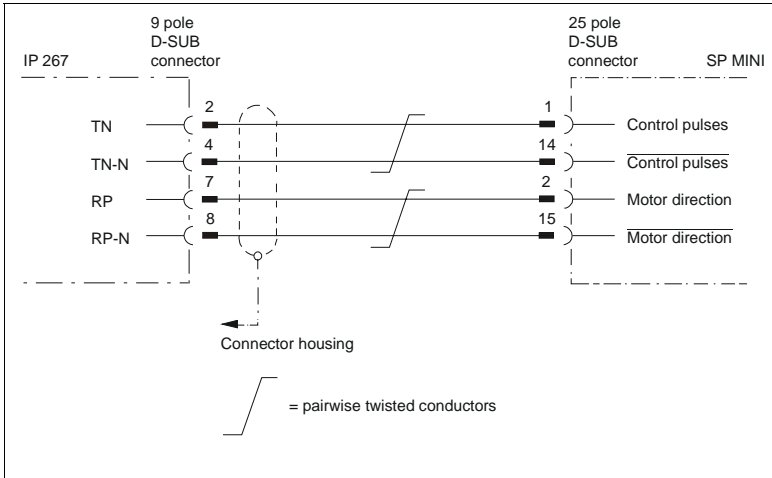 9 pole
D-SUB
connector
25 pole
D-SUB
connector
IP 267
SP MINI
TN 2 1 Control pulses
TN-N 4 14 Control pulses
RP 7 2 Motor direction
RP-N 8 15 Motor direction
Connector housing
= pairwise twisted conductors